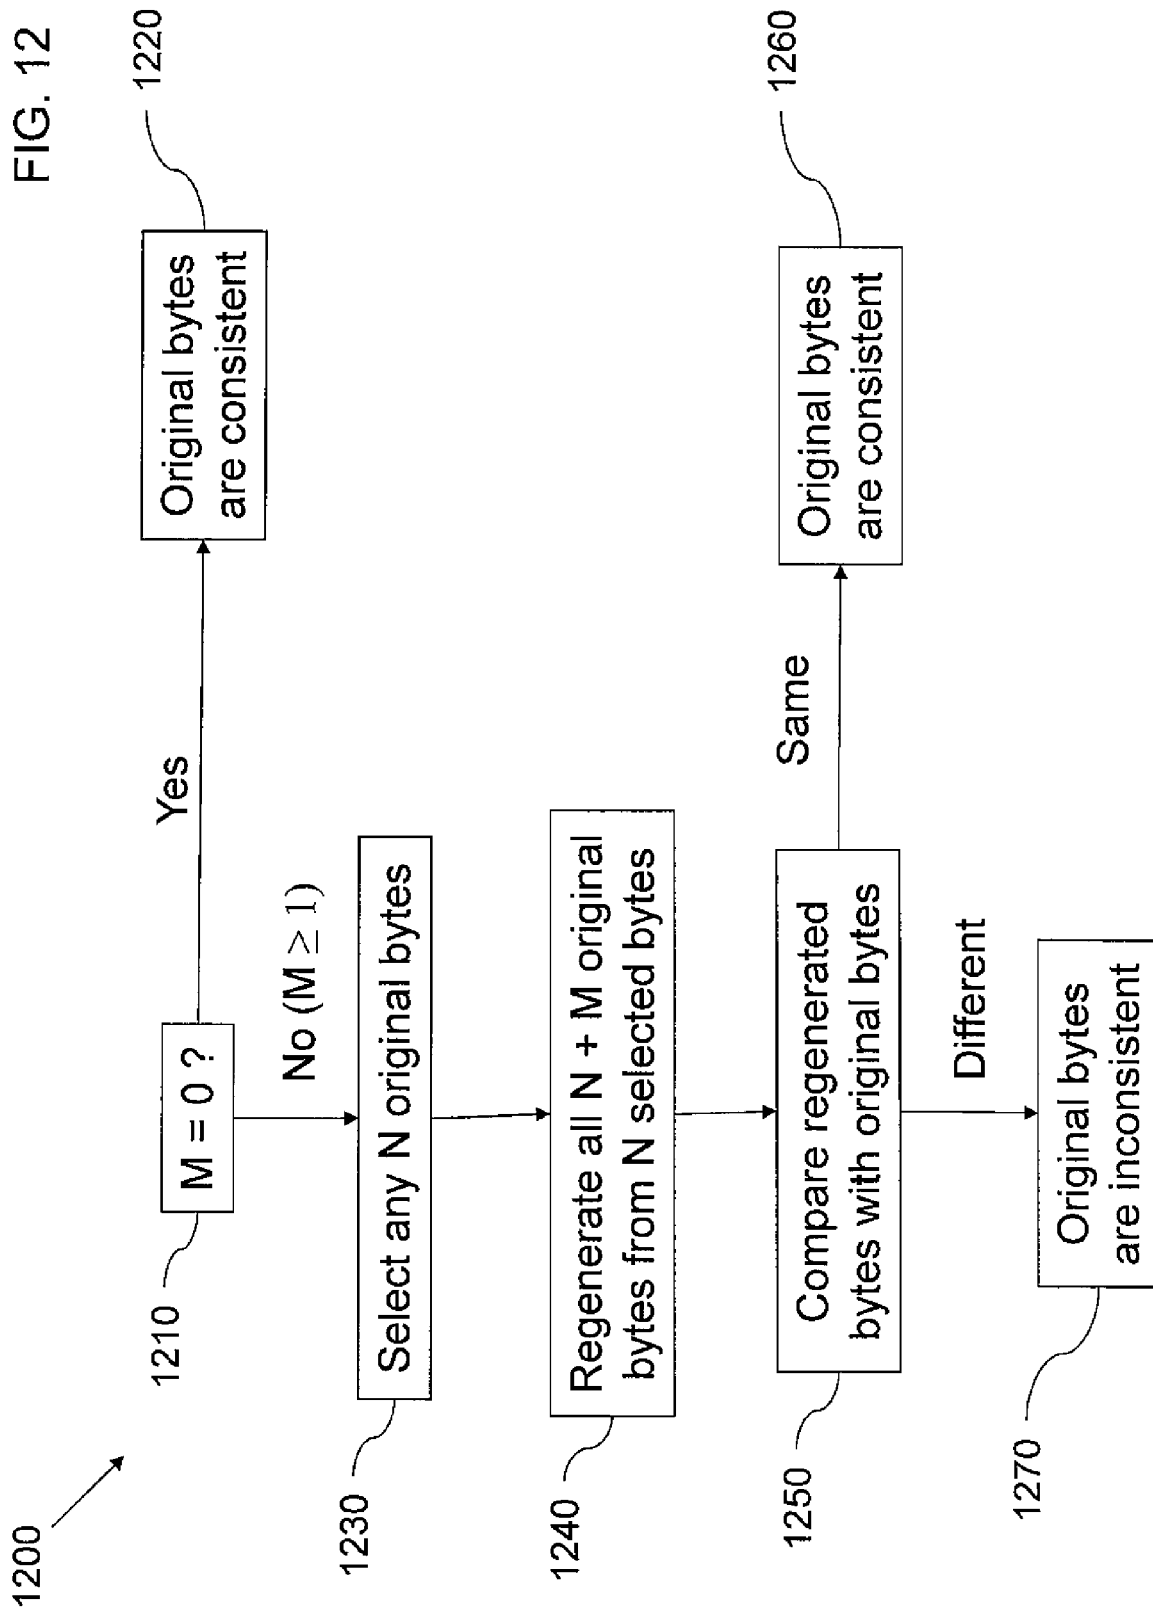 FIG. 12
1200
1210
M = 0 ?
Yes
Original bytes
are consistent
1220
No (M ≥ 1)
1230
Select any N original bytes
1240
Regenerate all N + M original
bytes from N selected bytes
1250
Compare regenerated
bytes with original bytes
Same
Original bytes
are consistent
1260
Different
1270
Original bytes
are inconsistent